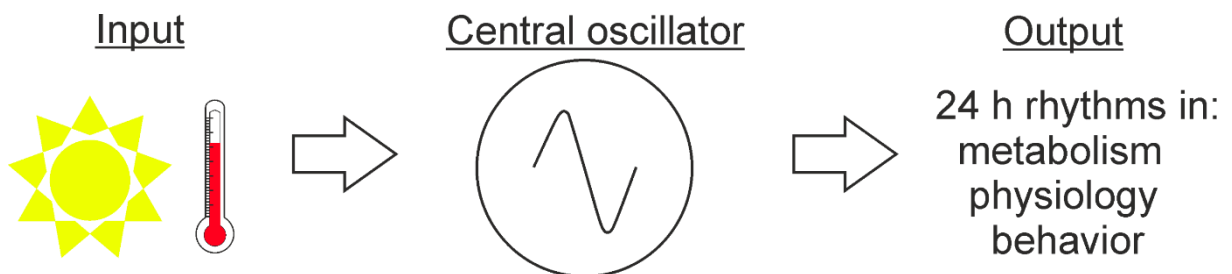 Input
Central oscillator
Output
24 h rhythms in:
metabolism
physiology
behavior